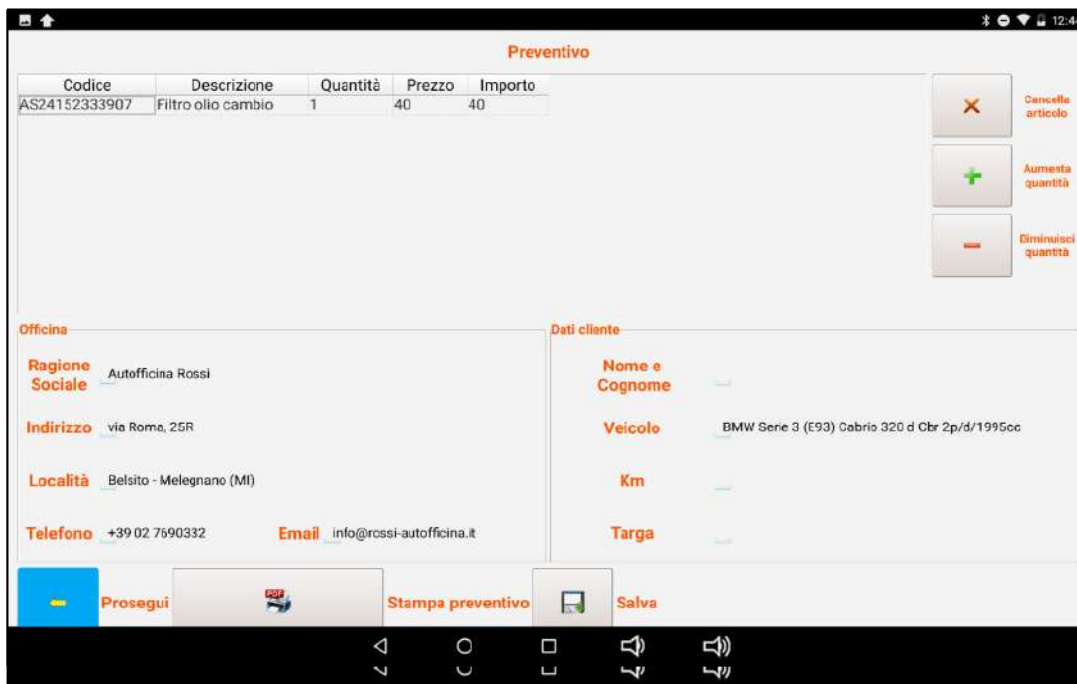 12:44
Preventivo
Codice Descrizione Quantità Prezzo Importo
AS24152333907 Filtro olio cambio 1 40 40
Cancella
articolo
Aumenta
quantità
Diminuisci
quantità
Officina
Ragione
Sociale Autofficina Rossi
Indirizzo via Roma, 25R
Località Belsito - Melegnano (MI)
Telefono +39 02 7690332 Email info@rossi-autofficina.it
Dati cliente
Nome e
Cognome
Veicolo BMW Serie 3 (E93) Cabrio 320 d Cbr 2p/d/1995cc
Km
Targa
Prosegui PDF Stampa preventivo Salva